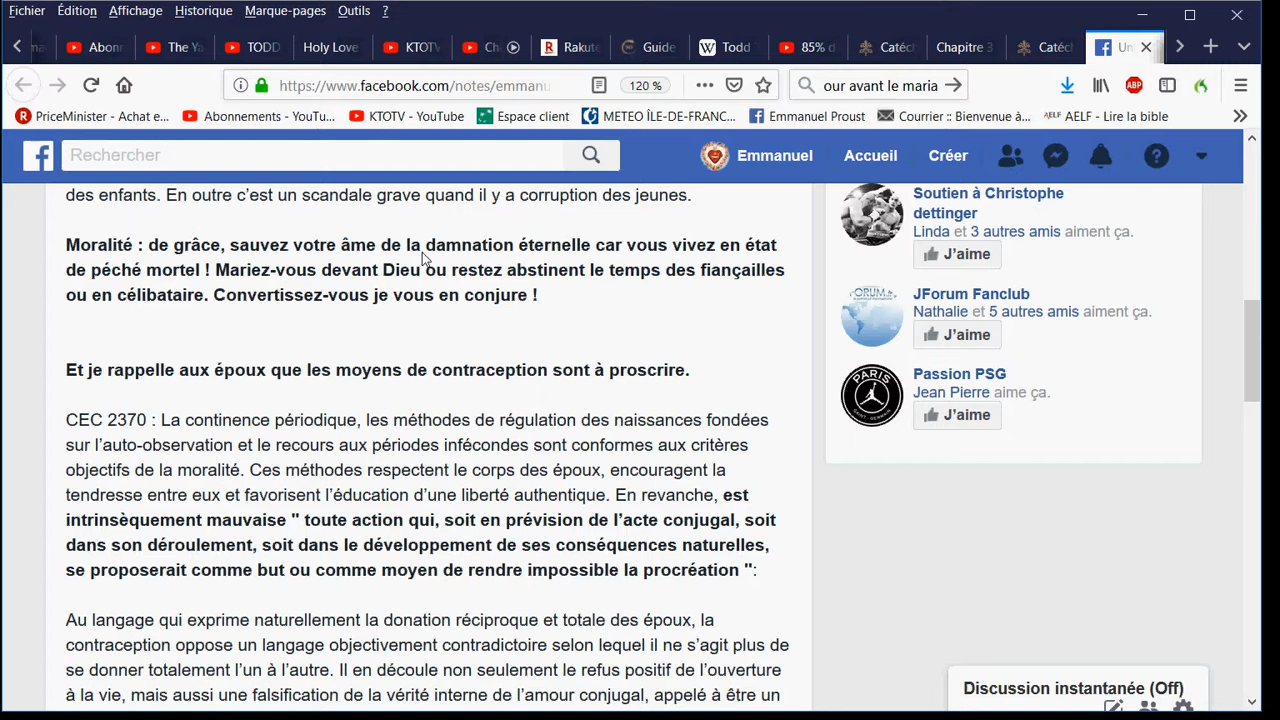 Fichier Édition Affichage Historique Marque-pages Outils ?
Abonn The Ya TODD Holy Love KTOTV Cha Rakute Guide Todd 85% d Catéch Chapitre 3 Catéch Un
https://www.facebook.com/notes/emmanu 120 % our avant le maria
PriceMinister - Achat e... Abonnements - YouTu... KTOTV - YouTube Espace client METEO ÎLE-DE-FRANC... Emmanuel Proust Courrier :: Bienvenue à... AELF AELF - Lire la bible
Rechercher Emmanuel Accueil Créer
des enfants. En outre c’est un scandale grave quand il y a corruption des jeunes.
Moralité : de grâce, sauvez votre âme de la damnation éternelle car vous vivez en état
de péché mortel ! Mariez-vous devant Dieu ou restez abstinent le temps des fiançailles
ou en célibataire. Convertissez-vous je vous en conjure !
Et je rappelle aux époux que les moyens de contraception sont à proscrire.
CEC 2370 : La continence périodique, les méthodes de régulation des naissances fondées
sur l’auto-observation et le recours aux périodes infécondes sont conformes aux critères
objectifs de la moralité. Ces méthodes respectent le corps des époux, encouragent la
tendresse entre eux et favorisent l’éducation d’une liberté authentique. En revanche, est
intrinsèquement mauvaise " toute action qui, soit en prévision de l’acte conjugal, soit
dans son déroulement, soit dans le développement de ses conséquences naturelles,
se proposerait comme but ou comme moyen de rendre impossible la procréation ":
Au langage qui exprime naturellement la donation réciproque et totale des époux, la
contraception oppose un langage objectivement contradictoire selon lequel il ne s’agit plus de
se donner totalement l’un à l’autre. Il en découle non seulement le refus positif de l’ouverture
à la vie, mais aussi une falsification de la vérité interne de l’amour conjugal, appelé à être un
Soutien à Christophe
dettinger
Linda et 3 autres amis aiment ça.
J’aime
JForum Fanclub
Nathalie et 5 autres amis aiment ça.
J’aime
Passion PSG
Jean Pierre aime ça.
J’aime
PARIS
Discussion instantanée (Off)